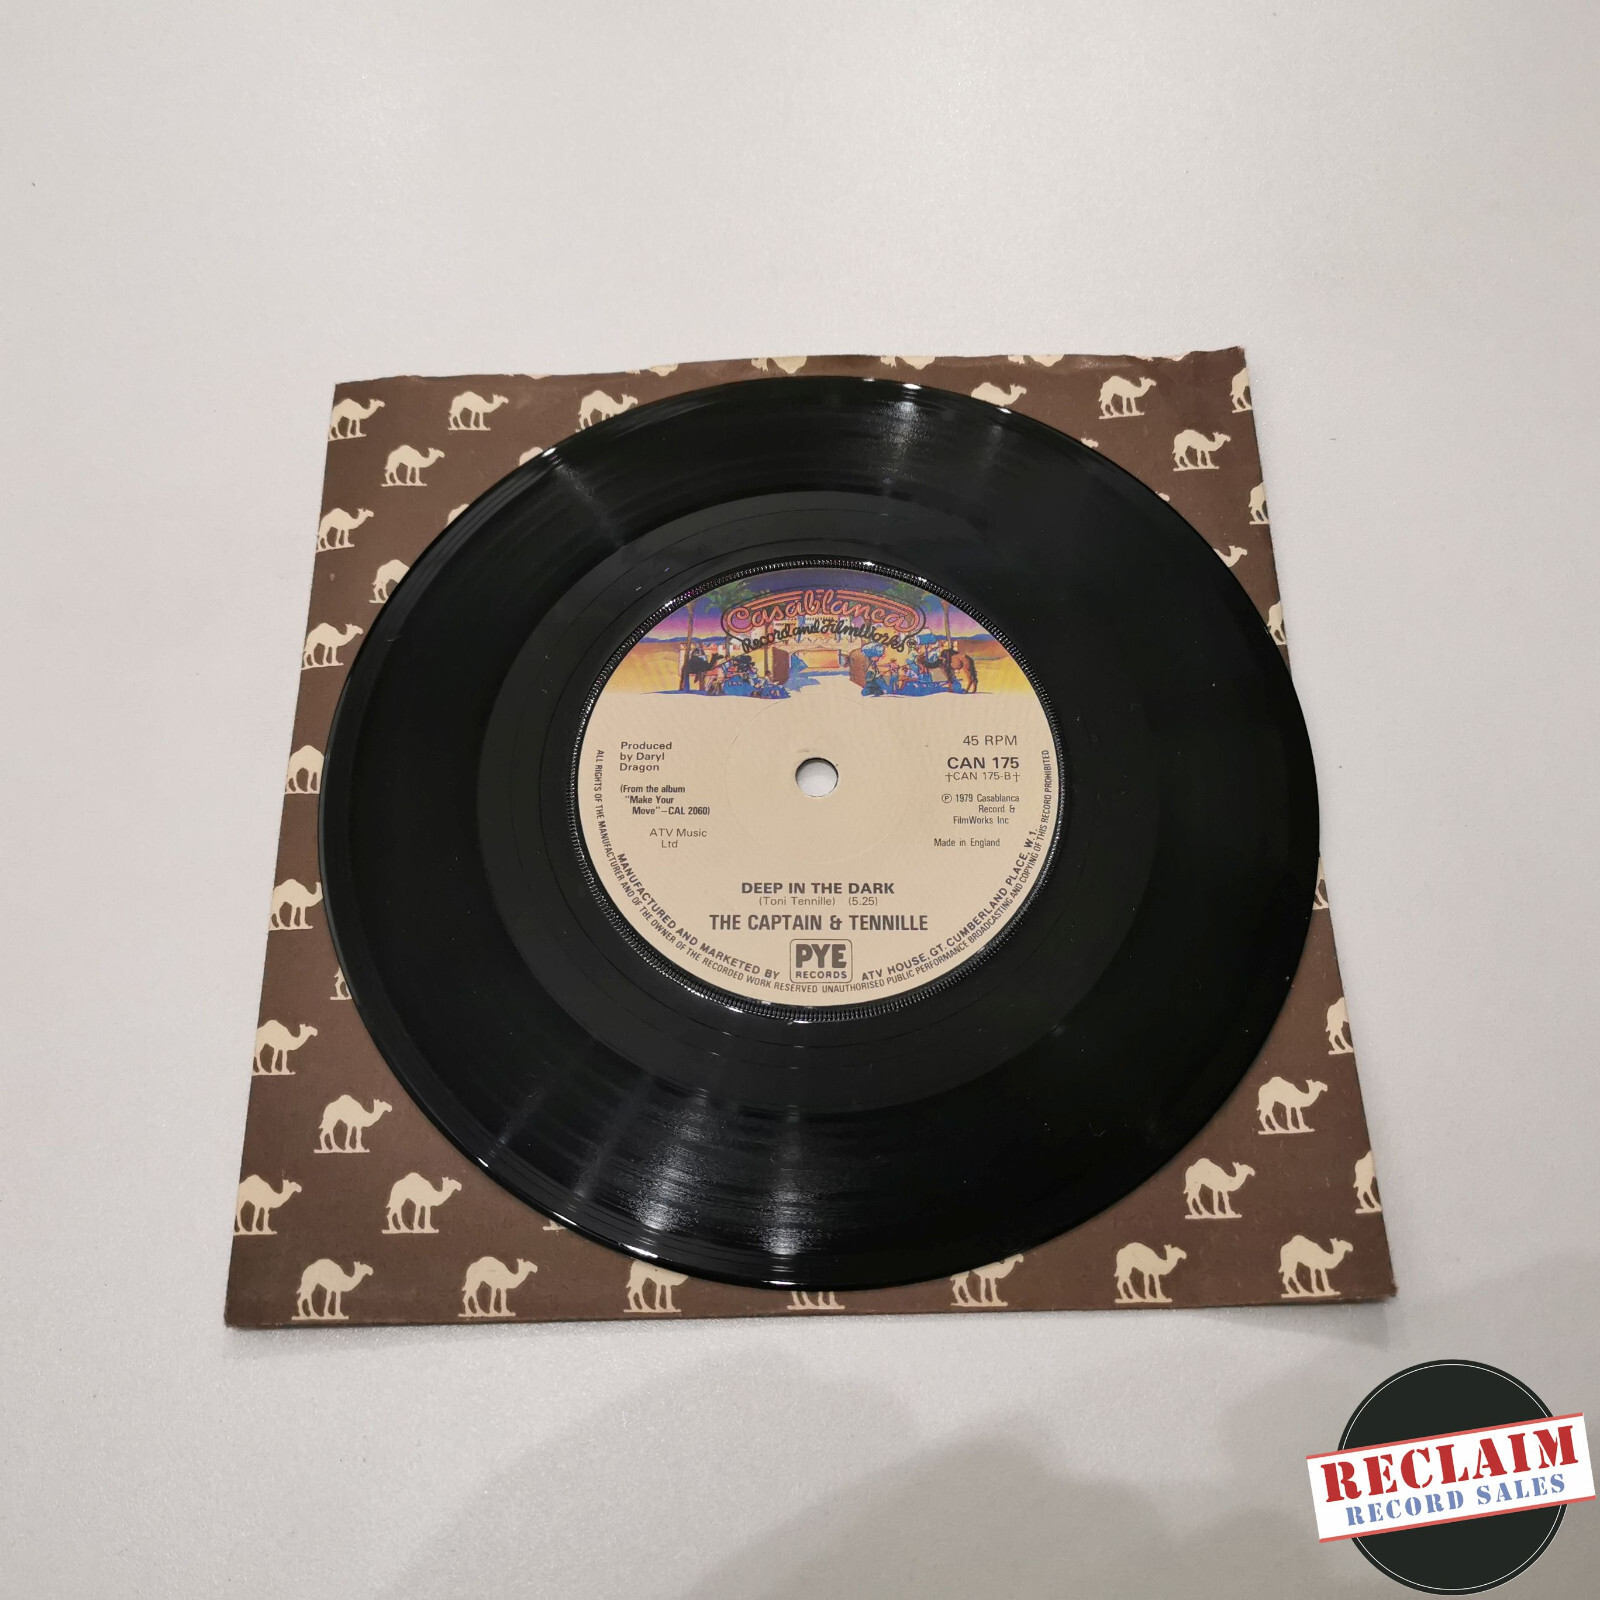 Casablanca
Record and FilmWorks
Produced
by Daryl
Dragon
(From the album
"Make Your
Move"–CAL 2060)
ATV Music
Ltd
45 RPM
CAN 175
†CAN 175-B†
Ⓟ 1979 Casablanca
Record &
FilmWorks Inc
Made in England
DEEP IN THE DARK
(Toni Tennille) (5.25)
THE CAPTAIN & TENNILLE
MANUFACTURED AND MARKETED BY PYE RECORDS ATV HOUSE, GT. CUMBERLAND PLACE, W.1.
ALL RIGHTS OF THE MANUFACTURER AND OF THE OWNER OF THE RECORDED WORK RESERVED UNAUTHORISED PUBLIC PERFORMANCE BROADCASTING AND COPYING OF THIS RECORD PROHIBITED
RECLAIM
RECORD SALES